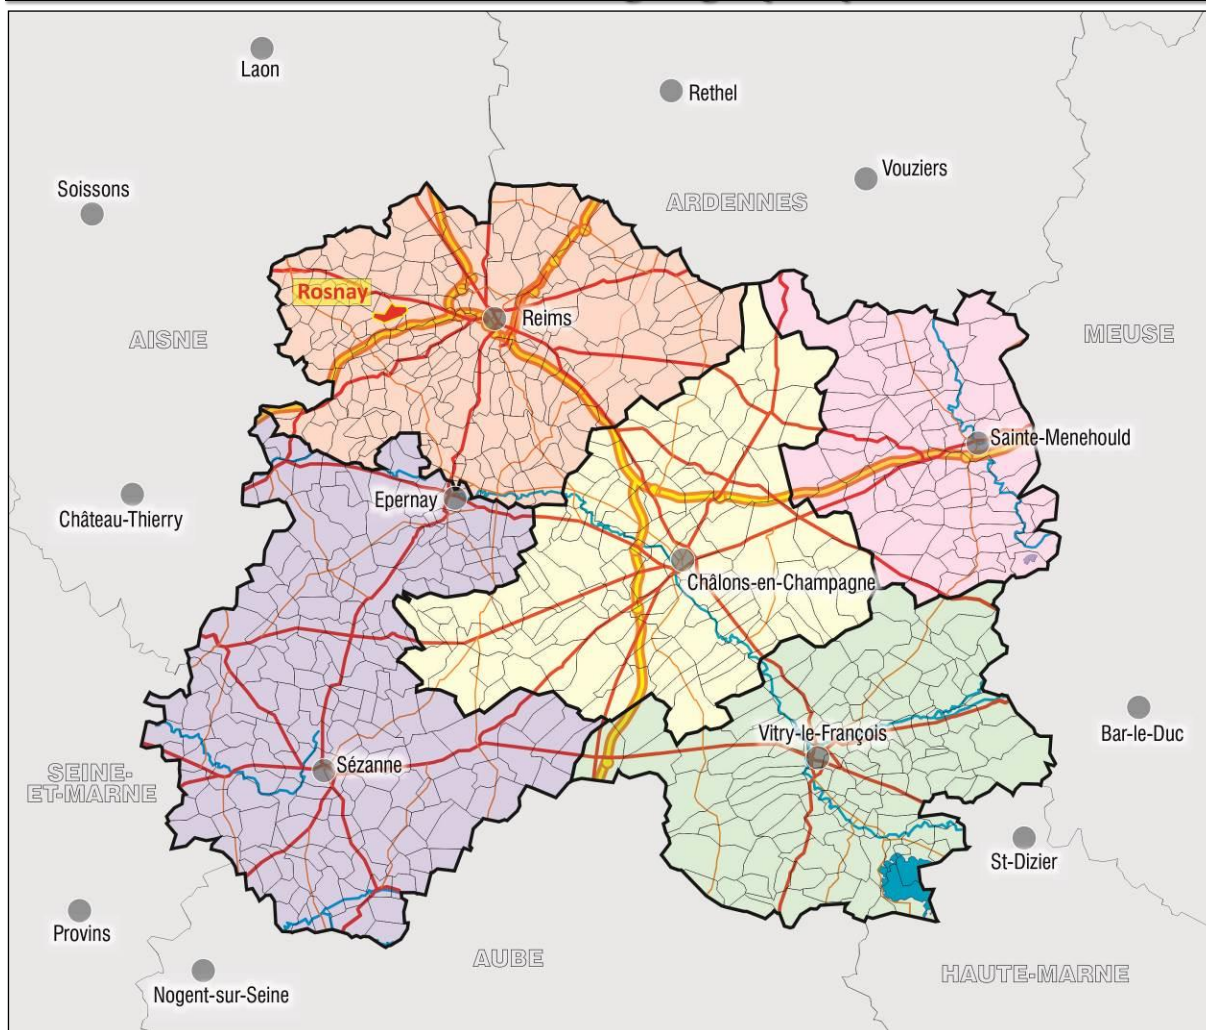 Laon
Rethel
Vouziers
Soissons
ARDENNES
Rosnay
Reims
AISNE
MEUSE
Sainte-Menehould
Epernay
Château-Thierry
Châlons-en-Champagne
Bar-le-Duc
Vitry-le-François
Sézanne
SEINE-
ET-MARNE
St-Dizier
Provins
AUBE
HAUTE-MARNE
Nogent-sur-Seine